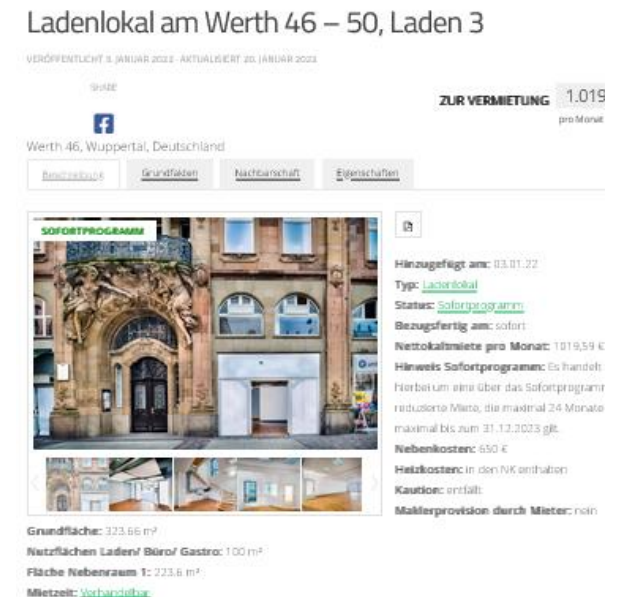 Ladenlokal am Werth 46 – 50, Laden 3
VERÖFFENTLICHT 3. JANUAR 2022 · AKTUALISIERT 20. JANUAR 2023
SHARE
ZUR VERMIETUNG 1.019
pro Monat
Werth 46, Wuppertal, Deutschland
Beschreibung Grundfakten Nachbarschaft Eigenschaften
SOFORTPROGRAMM
Hinzugefügt am: 03.01.22
Typ: Ladenlokal
Status: Sofortprogramm
Bezugsfertig am: sofort
Nettokaltmiete pro Monat: 1019,59 €
Hinweis Sofortprogramm: Es handelt
hierbei um eine über das Sofortprogramm
reduzierte Miete, die maximal 24 Monate
maximal bis zum 31.12.2023 gilt.
Nebenkosten: 650 €
Heizkosten: in den NK enthalten
Kaution: entfällt
Maklerprovision durch Mieter: nein
Grundfläche: 323.66 m²
Nutzflächen Laden/ Büro/ Gastro: 100 m²
Fläche Nebenraum 1: 223.6 m²
Mietzeit: Verhandelbar